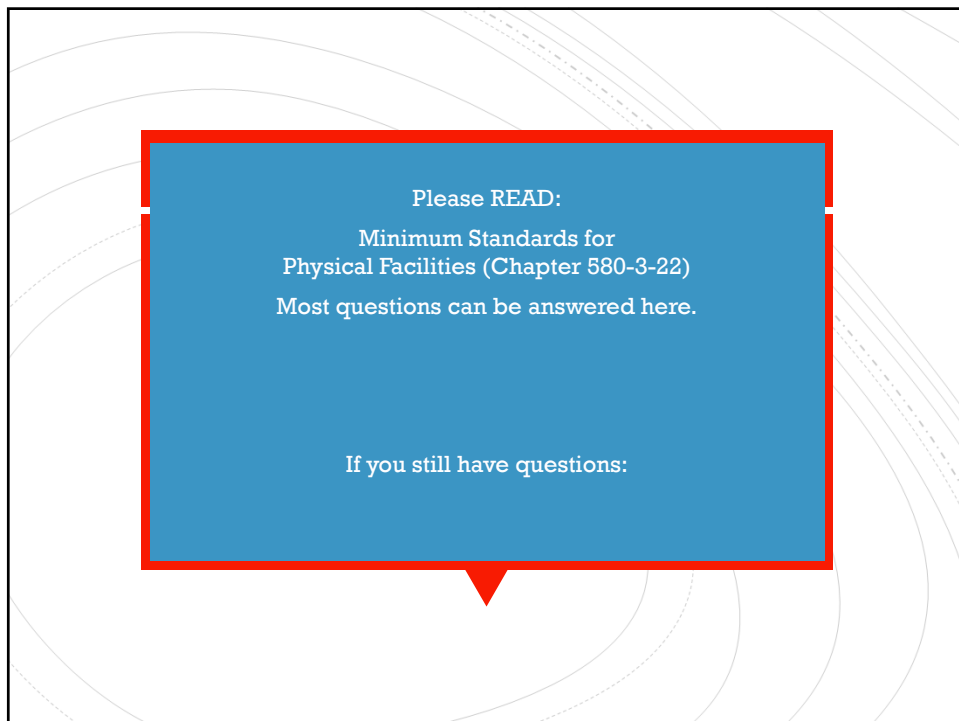 Please READ:
Minimum Standards for
Physical Facilities (Chapter 580-3-22)
Most questions can be answered here.
If you still have questions: